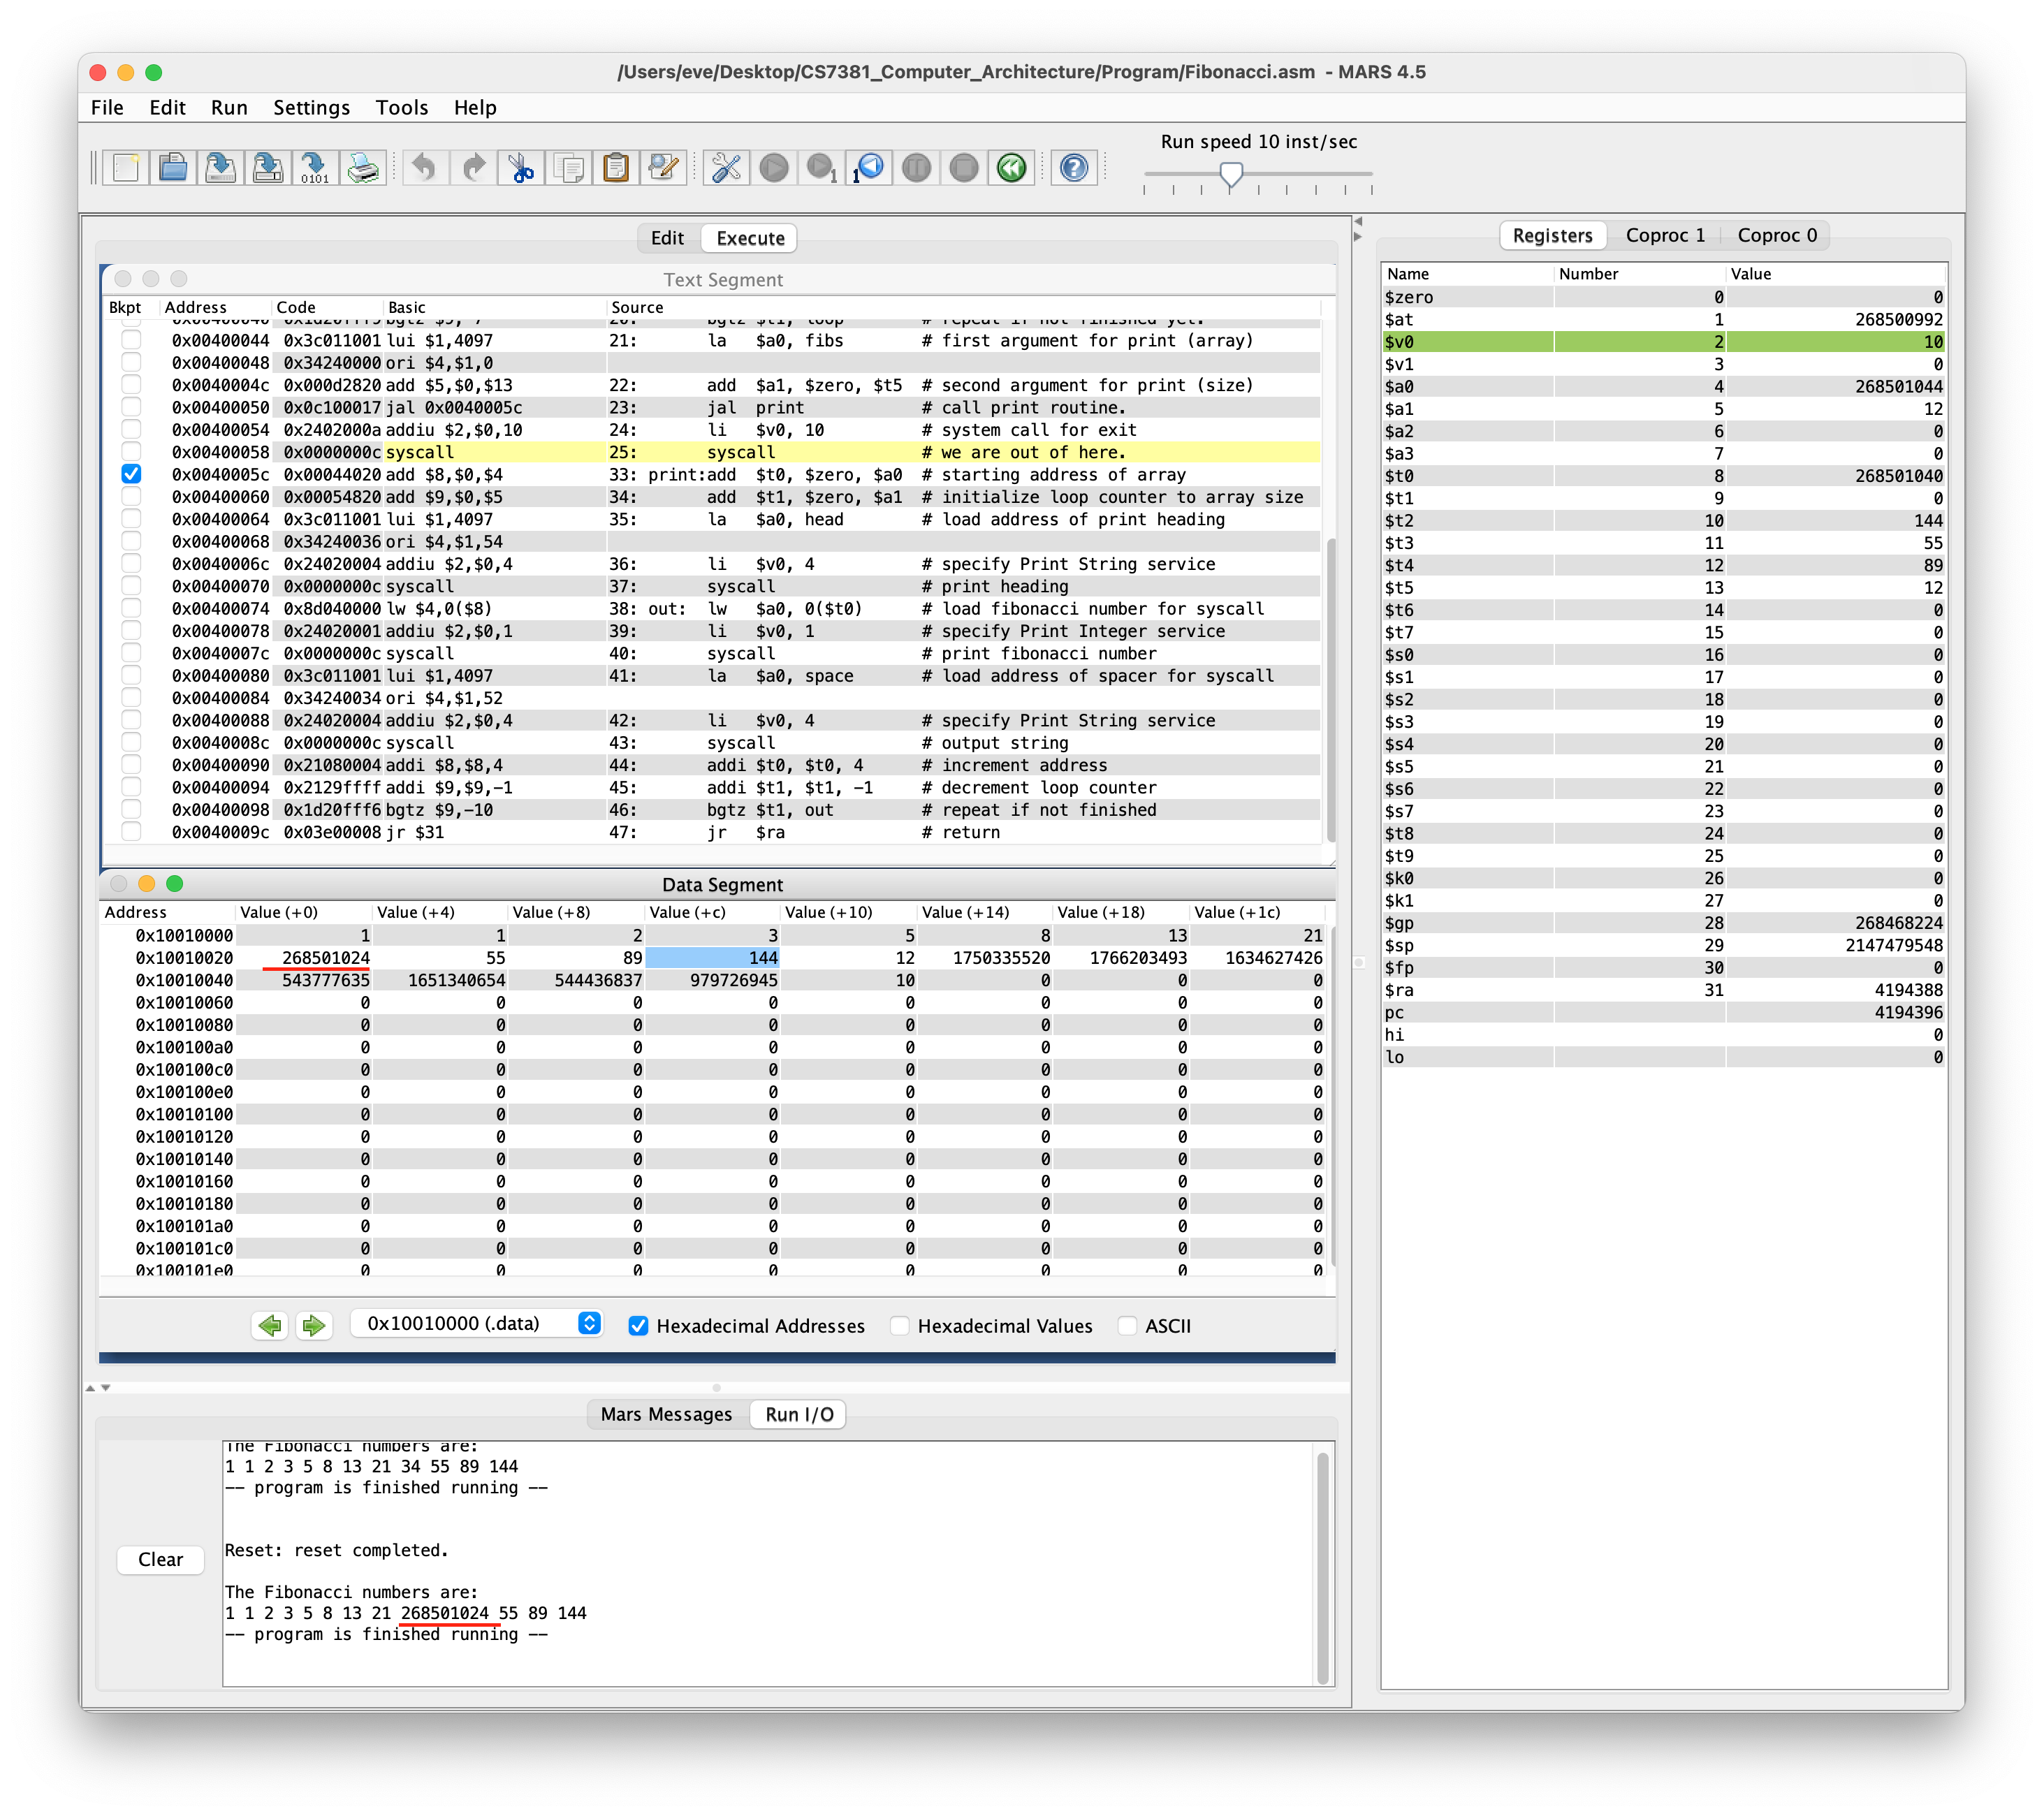 /Users/eve/Desktop/CS7381_Computer_Architecture/Program/Fibonacci.asm - MARS 4.5
File Edit Run Settings Tools Help
Run speed 10 inst/sec
Edit Execute
Text Segment
Bkpt Address Code Basic Source
0x00400040 0x1d20fff9 bgtz $9,-7 20: bgtz $t1, loop # repeat if not finished yet.
0x00400044 0x3c011001 lui $1,4097 21: la $a0, fibs # first argument for print (array)
0x00400048 0x34240000 ori $4,$1,0
0x0040004c 0x000d2820 add $5,$0,$13 22: add $a1, $zero, $t5 # second argument for print (size)
0x00400050 0x0c100017 jal 0x0040005c 23: jal print # call print routine.
0x00400054 0x2402000a addiu $2,$0,10 24: li $v0, 10 # system call for exit
0x00400058 0x0000000c syscall 25: syscall # we are out of here.
0x0040005c 0x00044020 add $8,$0,$4 33: print:add $t0, $zero, $a0 # starting address of array
0x00400060 0x00054820 add $9,$0,$5 34: add $t1, $zero, $a1 # initialize loop counter to array size
0x00400064 0x3c011001 lui $1,4097 35: la $a0, head # load address of print heading
0x00400068 0x34240036 ori $4,$1,54
0x0040006c 0x24020004 addiu $2,$0,4 36: li $v0, 4 # specify Print String service
0x00400070 0x0000000c syscall 37: syscall # print heading
0x00400074 0x8d040000 lw $4,0($8) 38: out: lw $a0, 0($t0) # load fibonacci number for syscall
0x00400078 0x24020001 addiu $2,$0,1 39: li $v0, 1 # specify Print Integer service
0x0040007c 0x0000000c syscall 40: syscall # print fibonacci number
0x00400080 0x3c011001 lui $1,4097 41: la $a0, space # load address of spacer for syscall
0x00400084 0x34240034 ori $4,$1,52
0x00400088 0x24020004 addiu $2,$0,4 42: li $v0, 4 # specify Print String service
0x0040008c 0x0000000c syscall 43: syscall # output string
0x00400090 0x21080004 addi $8,$8,4 44: addi $t0, $t0, 4 # increment address
0x00400094 0x2129ffff addi $9,$9,-1 45: addi $t1, $t1, -1 # decrement loop counter
0x00400098 0x1d20fff6 bgtz $9,-10 46: bgtz $t1, out # repeat if not finished
0x0040009c 0x03e00008 jr $31 47: jr $ra # return
Data Segment
Address Value (+0) Value (+4) Value (+8) Value (+c) Value (+10) Value (+14) Value (+18) Value (+1c)
0x10010000 1 1 2 3 5 8 13 21
0x10010020 268501024 55 89 144 12 1750335520 1766203493 1634627426
0x10010040 543777635 1651340654 544436837 979726945 10 0 0 0
0x10010060 0 0 0 0 0 0 0 0
0x10010080 0 0 0 0 0 0 0 0
0x100100a0 0 0 0 0 0 0 0 0
0x100100c0 0 0 0 0 0 0 0 0
0x100100e0 0 0 0 0 0 0 0 0
0x10010100 0 0 0 0 0 0 0 0
0x10010120 0 0 0 0 0 0 0 0
0x10010140 0 0 0 0 0 0 0 0
0x10010160 0 0 0 0 0 0 0 0
0x10010180 0 0 0 0 0 0 0 0
0x100101a0 0 0 0 0 0 0 0 0
0x100101c0 0 0 0 0 0 0 0 0
0x100101e0 0 0 0 0 0 0 0 0
0x10010000 (.data) Hexadecimal Addresses Hexadecimal Values ASCII
Mars Messages Run I/O
Clear
The Fibonacci numbers are:
1 1 2 3 5 8 13 21 34 55 89 144
-- program is finished running --
Reset: reset completed.
The Fibonacci numbers are:
1 1 2 3 5 8 13 21 268501024 55 89 144
-- program is finished running --
Registers Coproc 1 Coproc 0
Name Number Value
$zero 0 0
$at 1 268500992
$v0 2 10
$v1 3 0
$a0 4 268501044
$a1 5 12
$a2 6 0
$a3 7 0
$t0 8 268501040
$t1 9 0
$t2 10 144
$t3 11 55
$t4 12 89
$t5 13 12
$t6 14 0
$t7 15 0
$s0 16 0
$s1 17 0
$s2 18 0
$s3 19 0
$s4 20 0
$s5 21 0
$s6 22 0
$s7 23 0
$t8 24 0
$t9 25 0
$k0 26 0
$k1 27 0
$gp 28 268468224
$sp 29 2147479548
$fp 30 0
$ra 31 4194388
pc 4194396
hi 0
lo 0